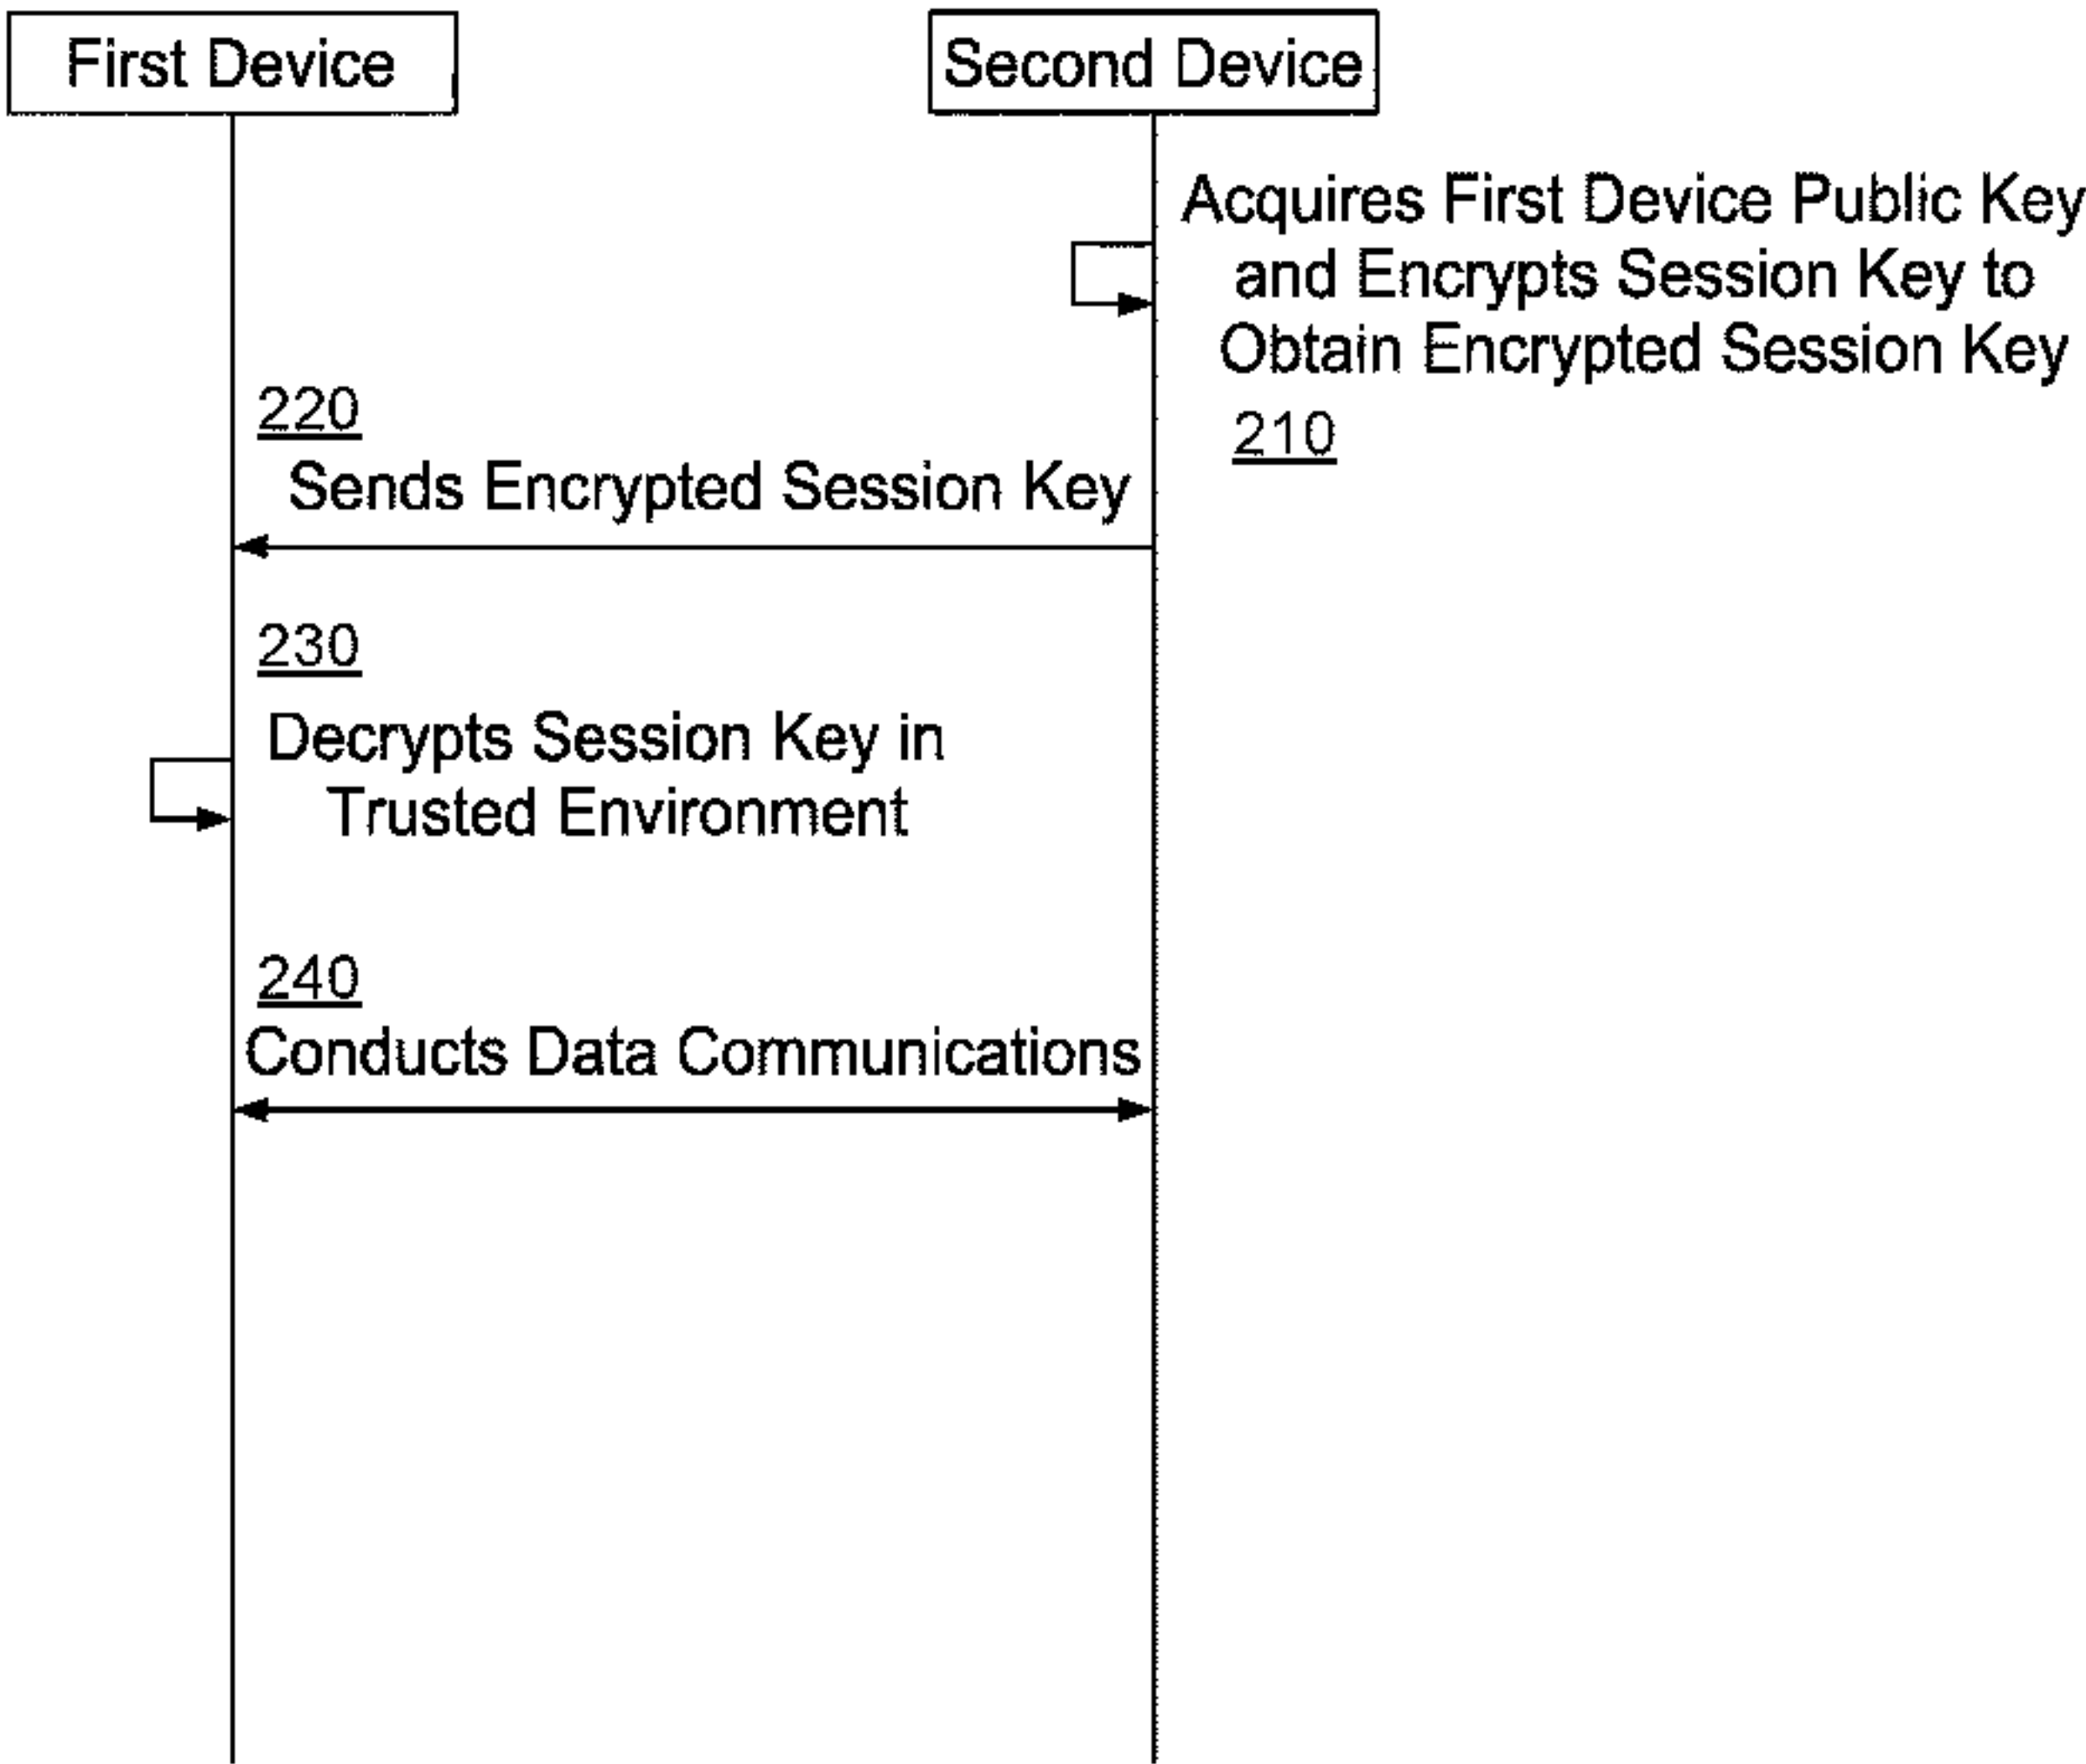 First Device
Second Device
Acquires First Device Public Key
and Encrypts Session Key to
Obtain Encrypted Session Key
210
220
Sends Encrypted Session Key
230
Decrypts Session Key in
Trusted Environment
240
Conducts Data Communications